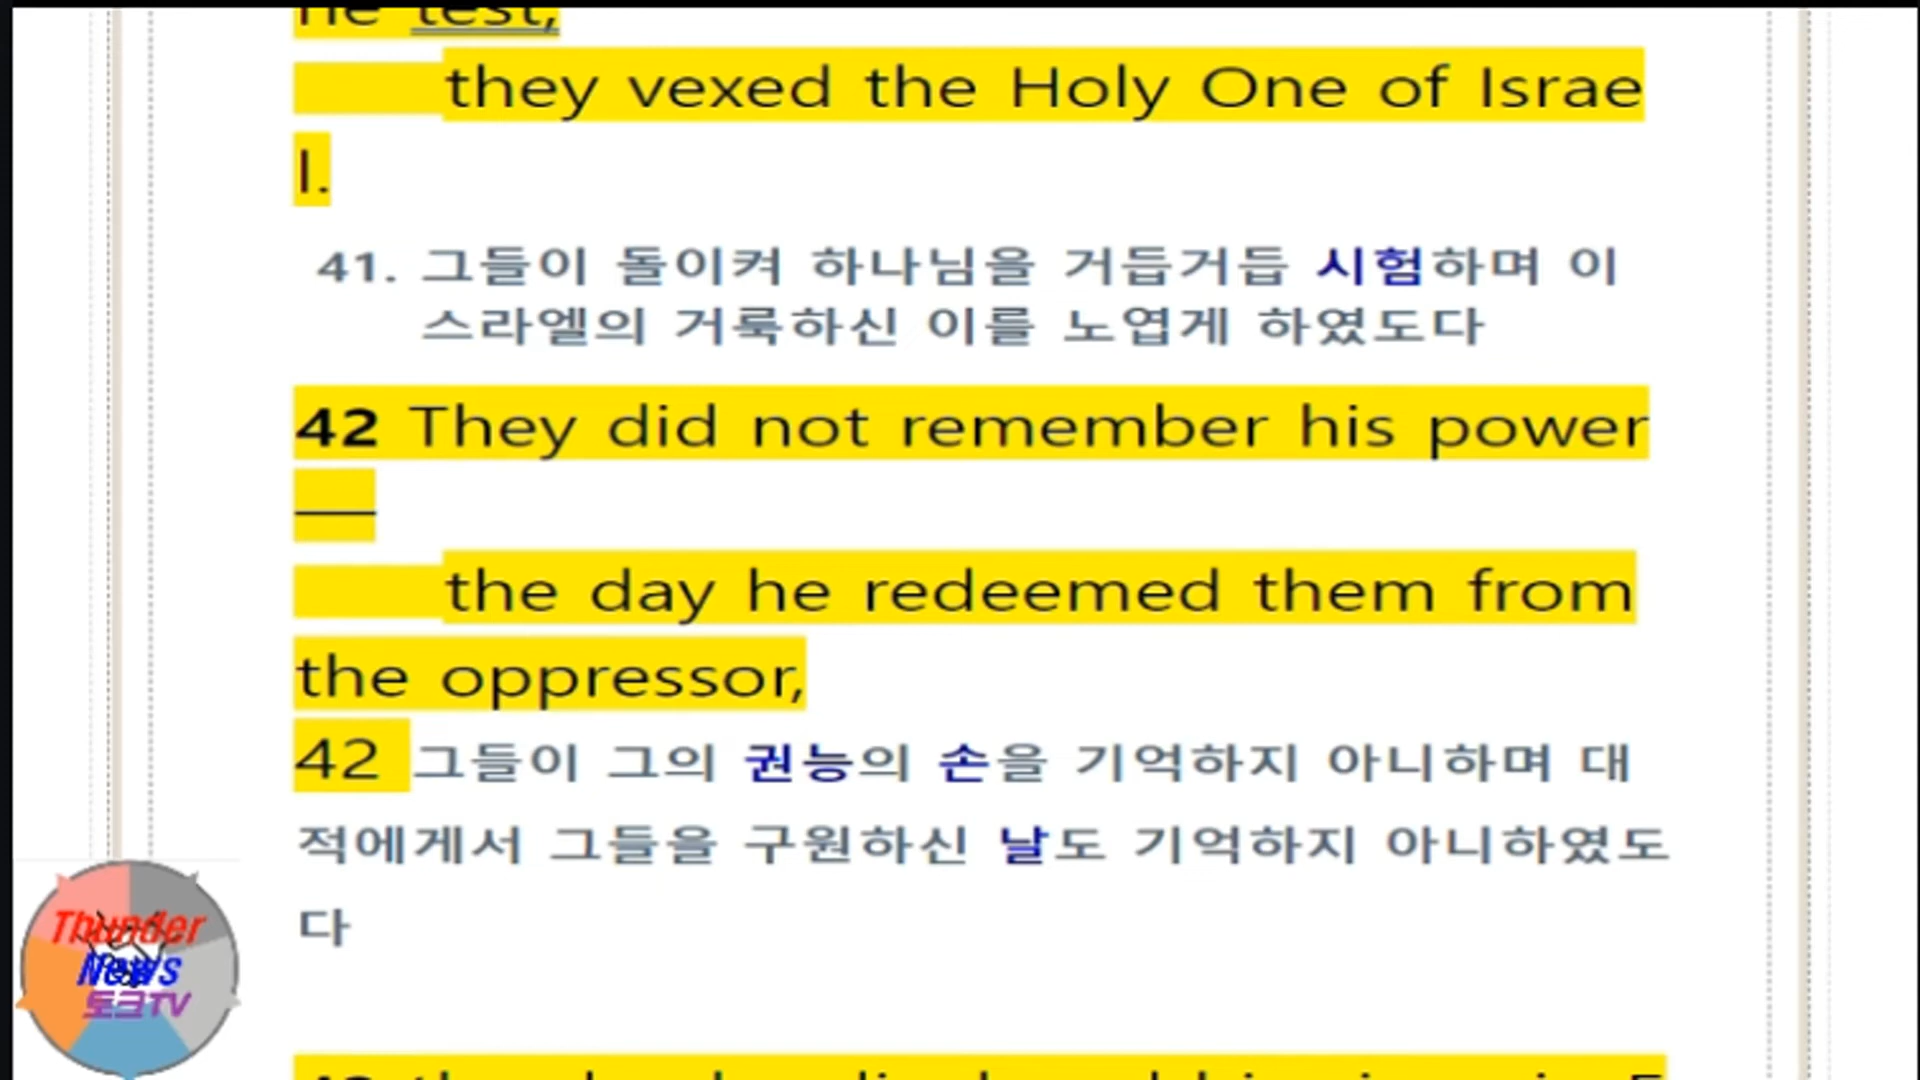 he test,
they vexed the Holy One of Israe
l.
41. 그들이 돌이켜 하나님을 거듭거듭 시험하며 이
스라엘의 거룩하신 이를 노엽게 하였도다
42 They did not remember his power
—
the day he redeemed them from
the oppressor,
42 그들이 그의 권능의 손을 기억하지 아니하며 대
적에게서 그들을 구원하신 날도 기억하지 아니하였도
다
Thunder
News
토크TV